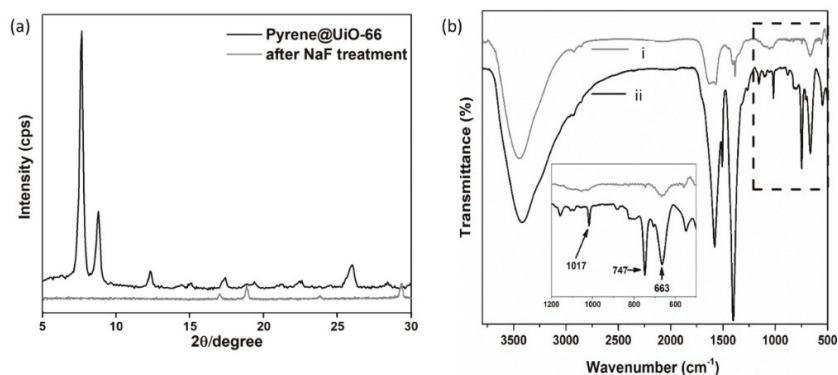 (a)
Pyrene@UiO-66
after NaF treatment
Intensity (cps)
5 10 15 20 25 30
2θ/degree
(b)
i
ii
Transmittance (%)
1017
747
663
1200 1000 800 600
3500 3000 2500 2000 1500 1000 500
Wavenumber (cm⁻¹)